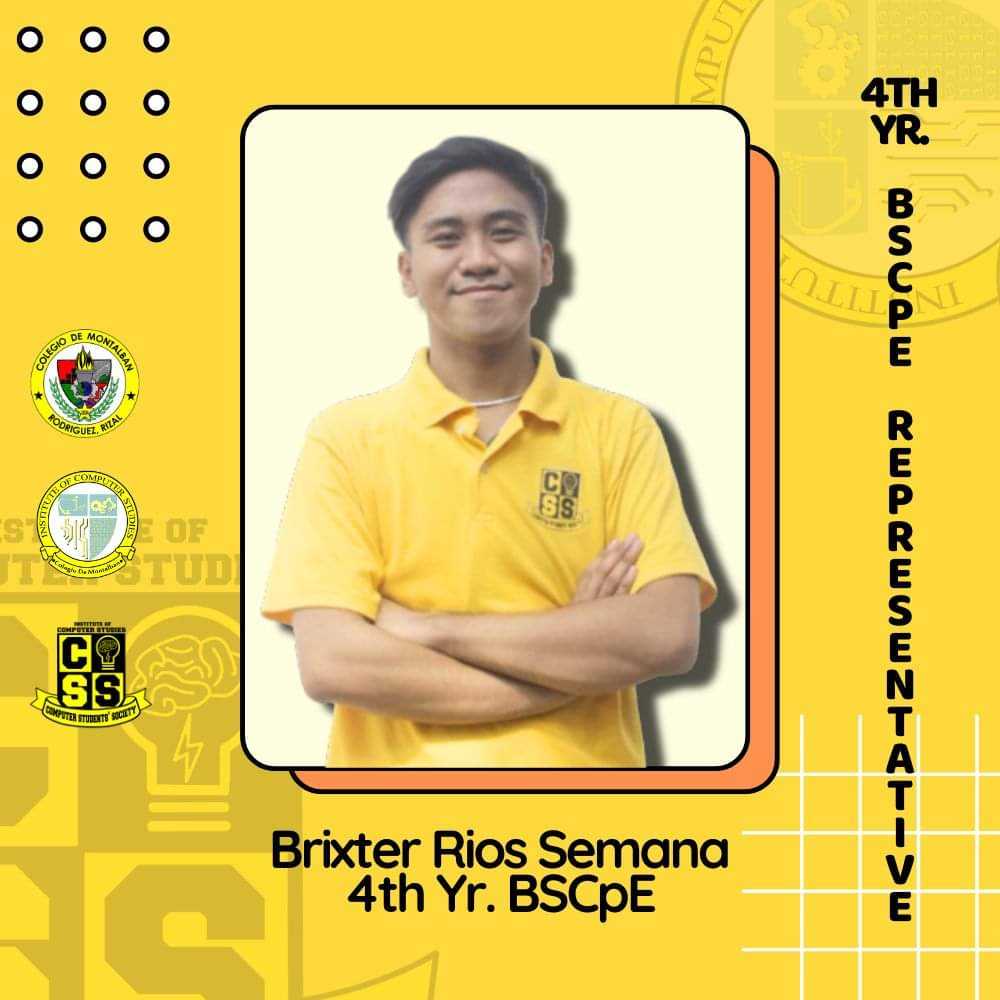 4TH
YR.
BSCPE
REPRESENTATIVE
COLEGIO DE MONTALBAN
RODRIGUEZ, RIZAL
INSTITUTE OF COMPUTER STUDIES
Colegio De Montalban
INSTITUTE OF
COMPUTER STUDIES
C
S S
COMPUTER STUDENTS' SOCIETY
C
S S
Brixter Rios Semana
4th Yr. BSCpE